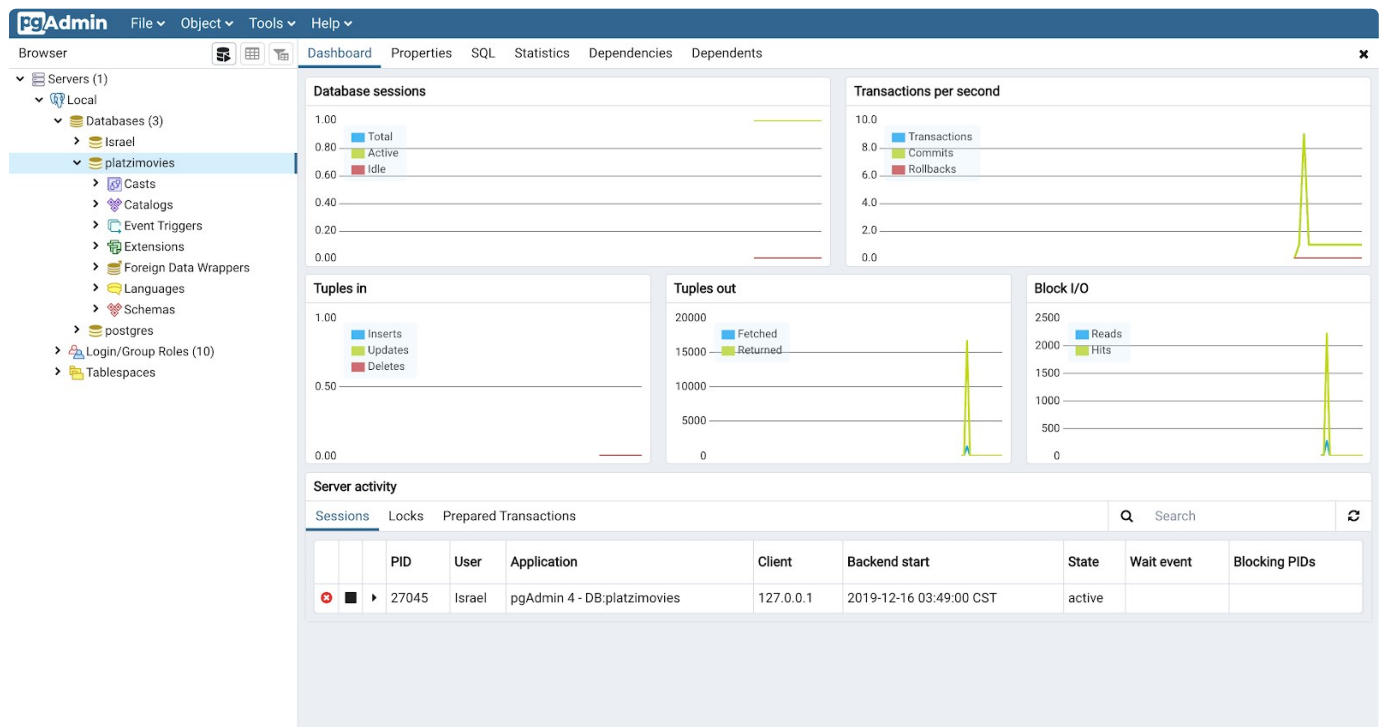 pgAdmin File Object Tools Help
Browser
Dashboard Properties SQL Statistics Dependencies Dependents
Servers (1)
Local
Databases (3)
Israel
platzimovies
Casts
Catalogs
Event Triggers
Extensions
Foreign Data Wrappers
Languages
Schemas
postgres
Login/Group Roles (10)
Tablespaces
Database sessions
1.00
0.80
0.60
0.40
0.20
0.00
Total
Active
Idle
Transactions per second
10.0
8.0
6.0
4.0
2.0
0.0
Transactions
Commits
Rollbacks
Tuples in
1.00
0.50
0.00
Inserts
Updates
Deletes
Tuples out
20000
15000
10000
5000
0
Fetched
Returned
Block I/O
2500
2000
1500
1000
500
0
Reads
Hits
Server activity
Sessions Locks Prepared Transactions Search
PID User Application Client Backend start State Wait event Blocking PIDs
27045 Israel pgAdmin 4 - DB:platzimovies 127.0.0.1 2019-12-16 03:49:00 CST active